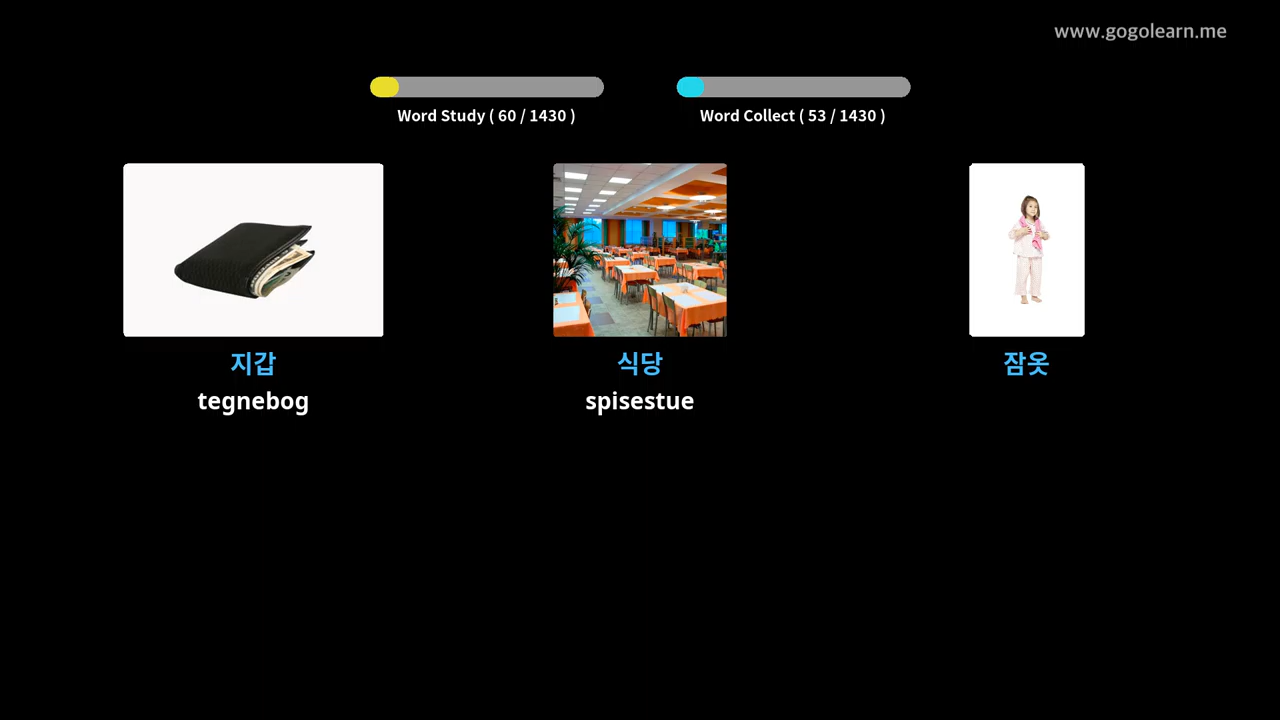 www.gogolearn.me
Word Study ( 60 / 1430 )
Word Collect ( 53 / 1430 )
지갑
tegnebog
식당
spisestue
잠옷